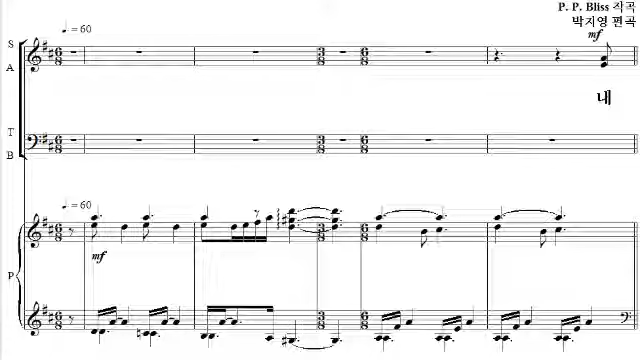 P. P. Bliss 작곡
박지영 편곡
♩. = 60
S
A
mf
내
T
B
♩. = 60
mf
P